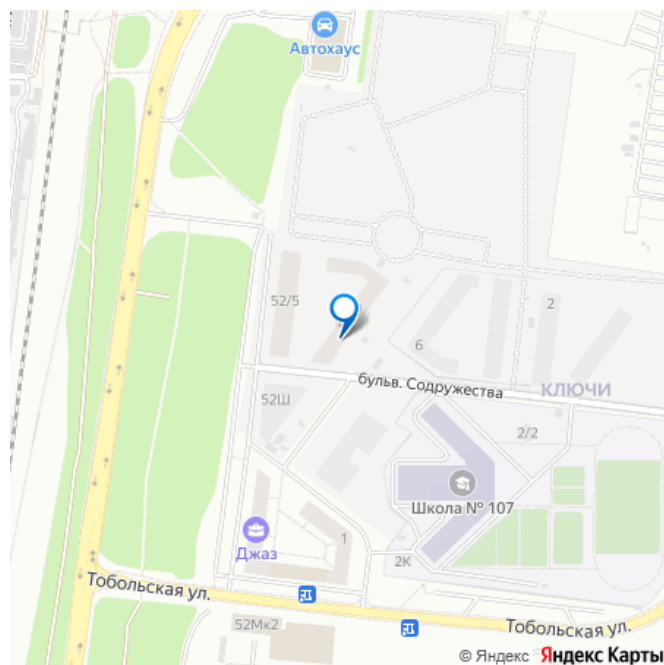 Автохаус
52/5
2
6
бульв. Содружества
КЛЮЧИ
52Ш
2/2
Школа № 107
Джаз
1
2К
Тобольская ул.
52Мк2
Тобольская ул.
© Яндекс Яндекс Карты